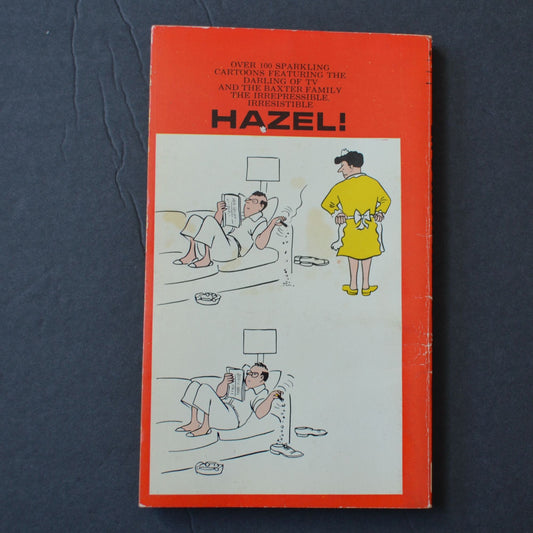 OVER 100 SPARKLING
CARTOONS FEATURING THE
DARLING OF TV
AND THE BAXTER FAMILY
THE IRREPRESSIBLE,
IRRESISTIBLE
HAZEL!